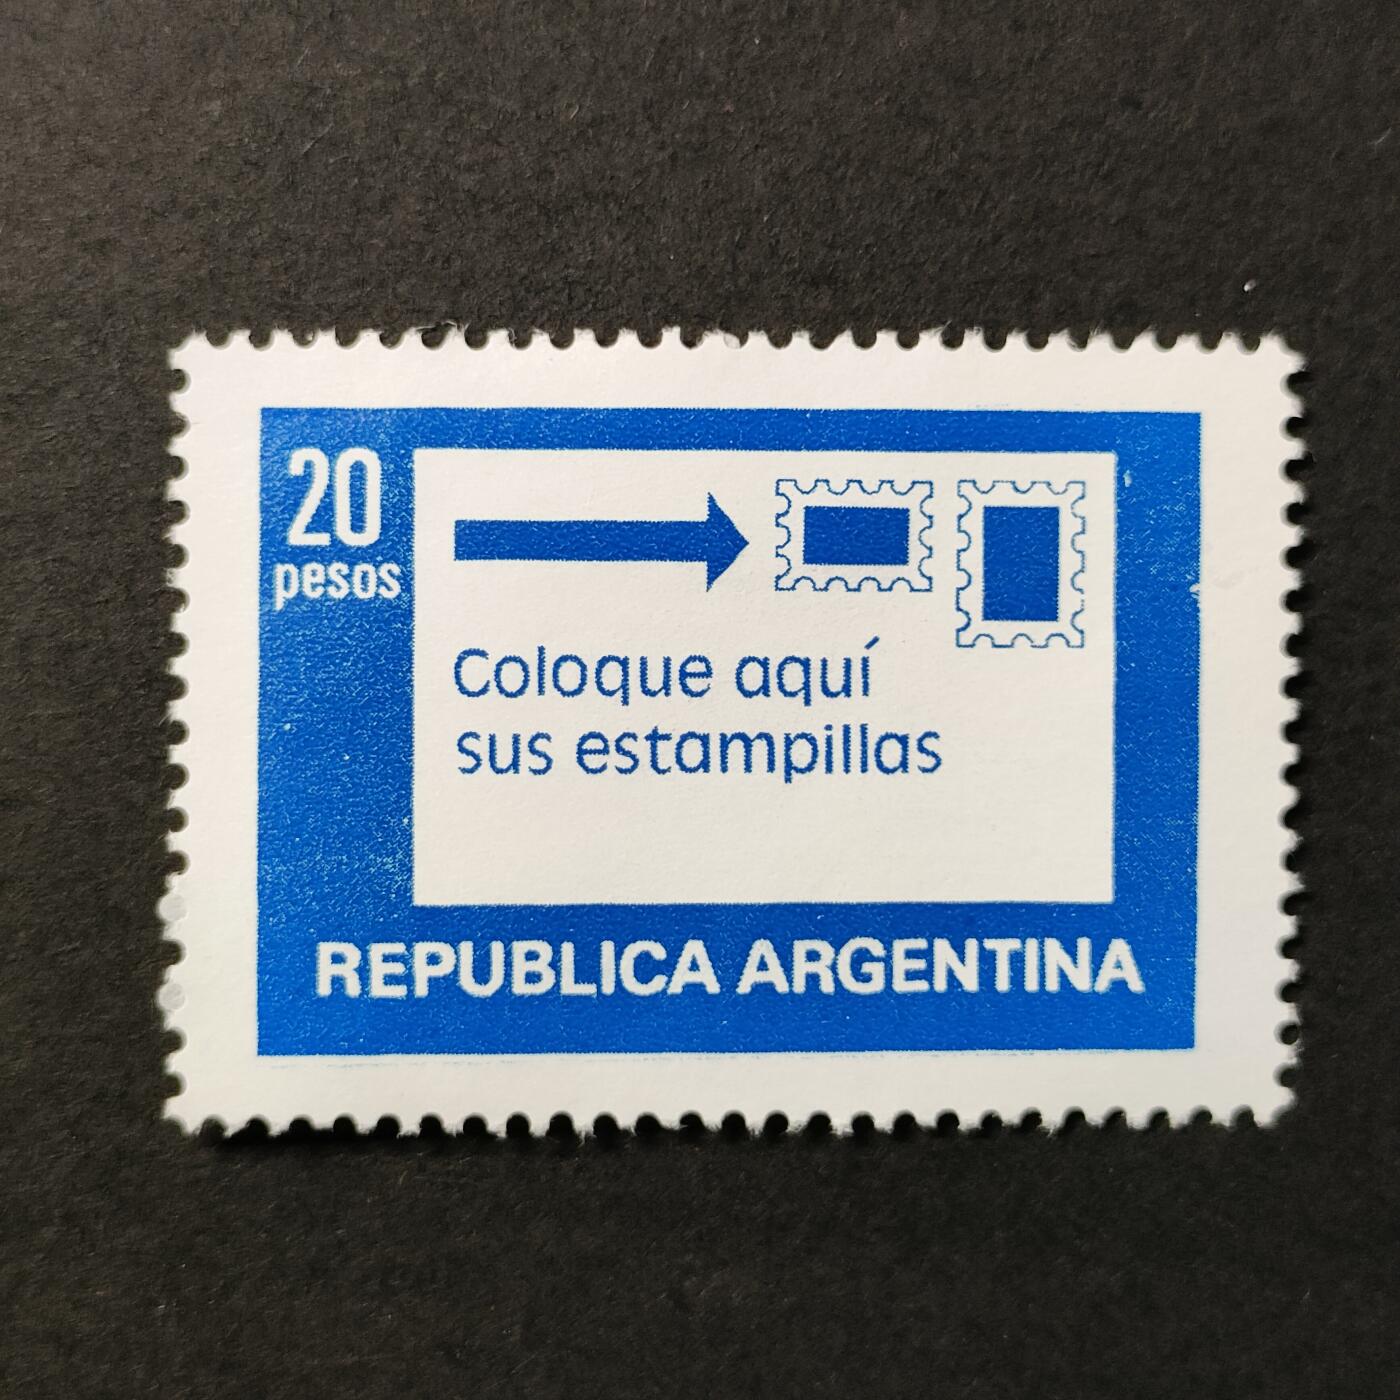 20
pesos
Coloque aquí
sus estampillas
REPUBLICA ARGENTINA